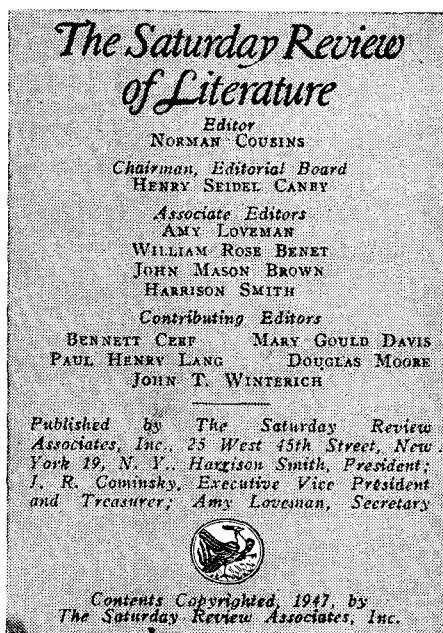 The Saturday Review
of Literature
Editor
NORMAN COUSINS
Chairman, Editorial Board
HENRY SEIDEL CANBY
Associate Editors
AMY LOVEMAN
WILLIAM ROSE BENET
JOHN MASON BROWN
HARRISON SMITH
Contributing Editors
BENNETT CERF MARY GOULD DAVIS
PAUL HENRY LANG DOUGLAS MOORE
JOHN T. WINTERICH
Published by The Saturday Review
Associates, Inc., 25 West 45th Street, New
York 19, N. Y.. Harrison Smith, President;
J. R. Cominsky, Executive Vice President
and Treasurer; Amy Loveman, Secretary
Contents Copyrighted, 1947, by
The Saturday Review Associates, Inc.